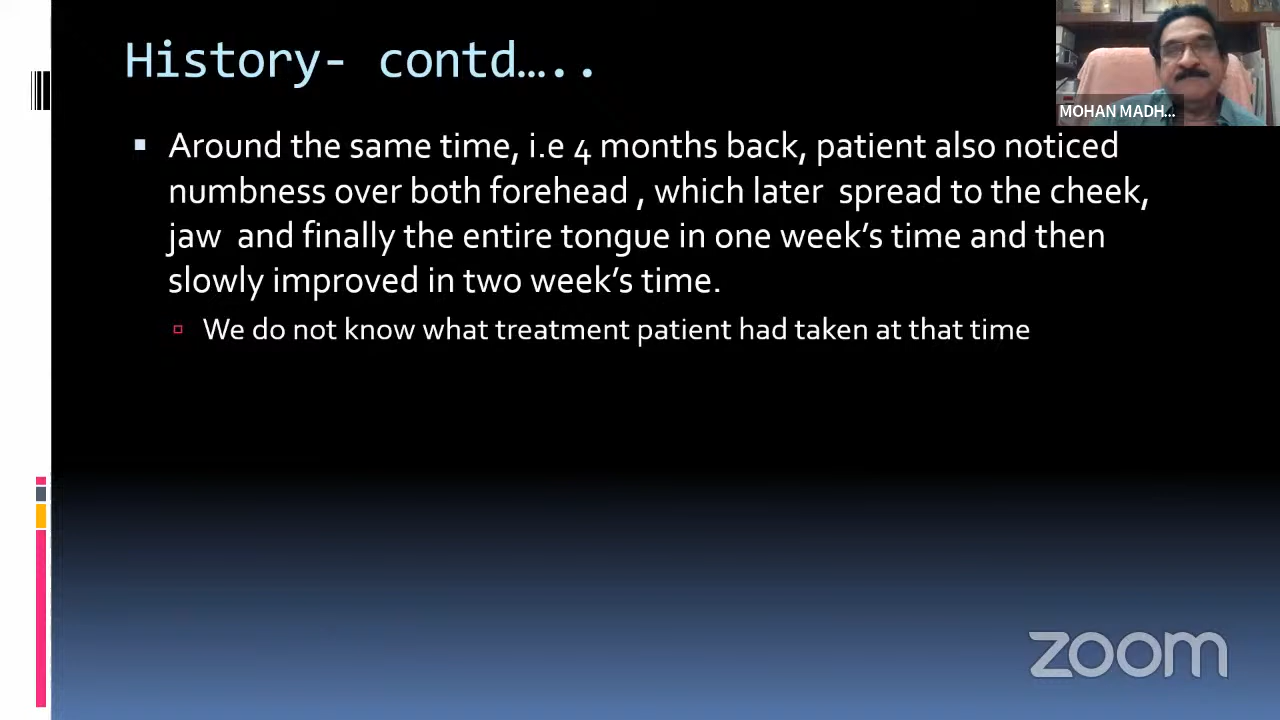 History- contd…..
MOHAN MADH...
Around the same time, i.e 4 months back, patient also noticed
numbness over both forehead , which later  spread to the cheek,
jaw  and finally the entire tongue in one week’s time and then
slowly improved in two week’s time.
We do not know what treatment patient had taken at that time
zoom